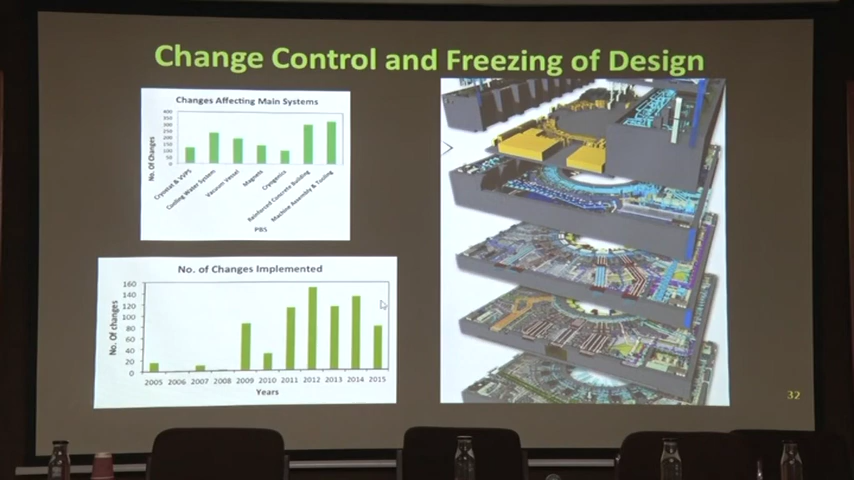 Change Control and Freezing of Design
Changes Affecting Main Systems
No. Of Changes
400
350
300
250
200
150
100
50
0
Cryostat & VVPS
Cooling Water System
Vacuum Vessel
Magnets
Cryogenics
Reinforced Concrete Building
Machine Assembly & Tooling
PBS
No. of Changes Implemented
No. Of changes
160
140
120
100
80
60
40
20
0
2005 2006 2007 2008 2009 2010 2011 2012 2013 2014 2015
Years
32